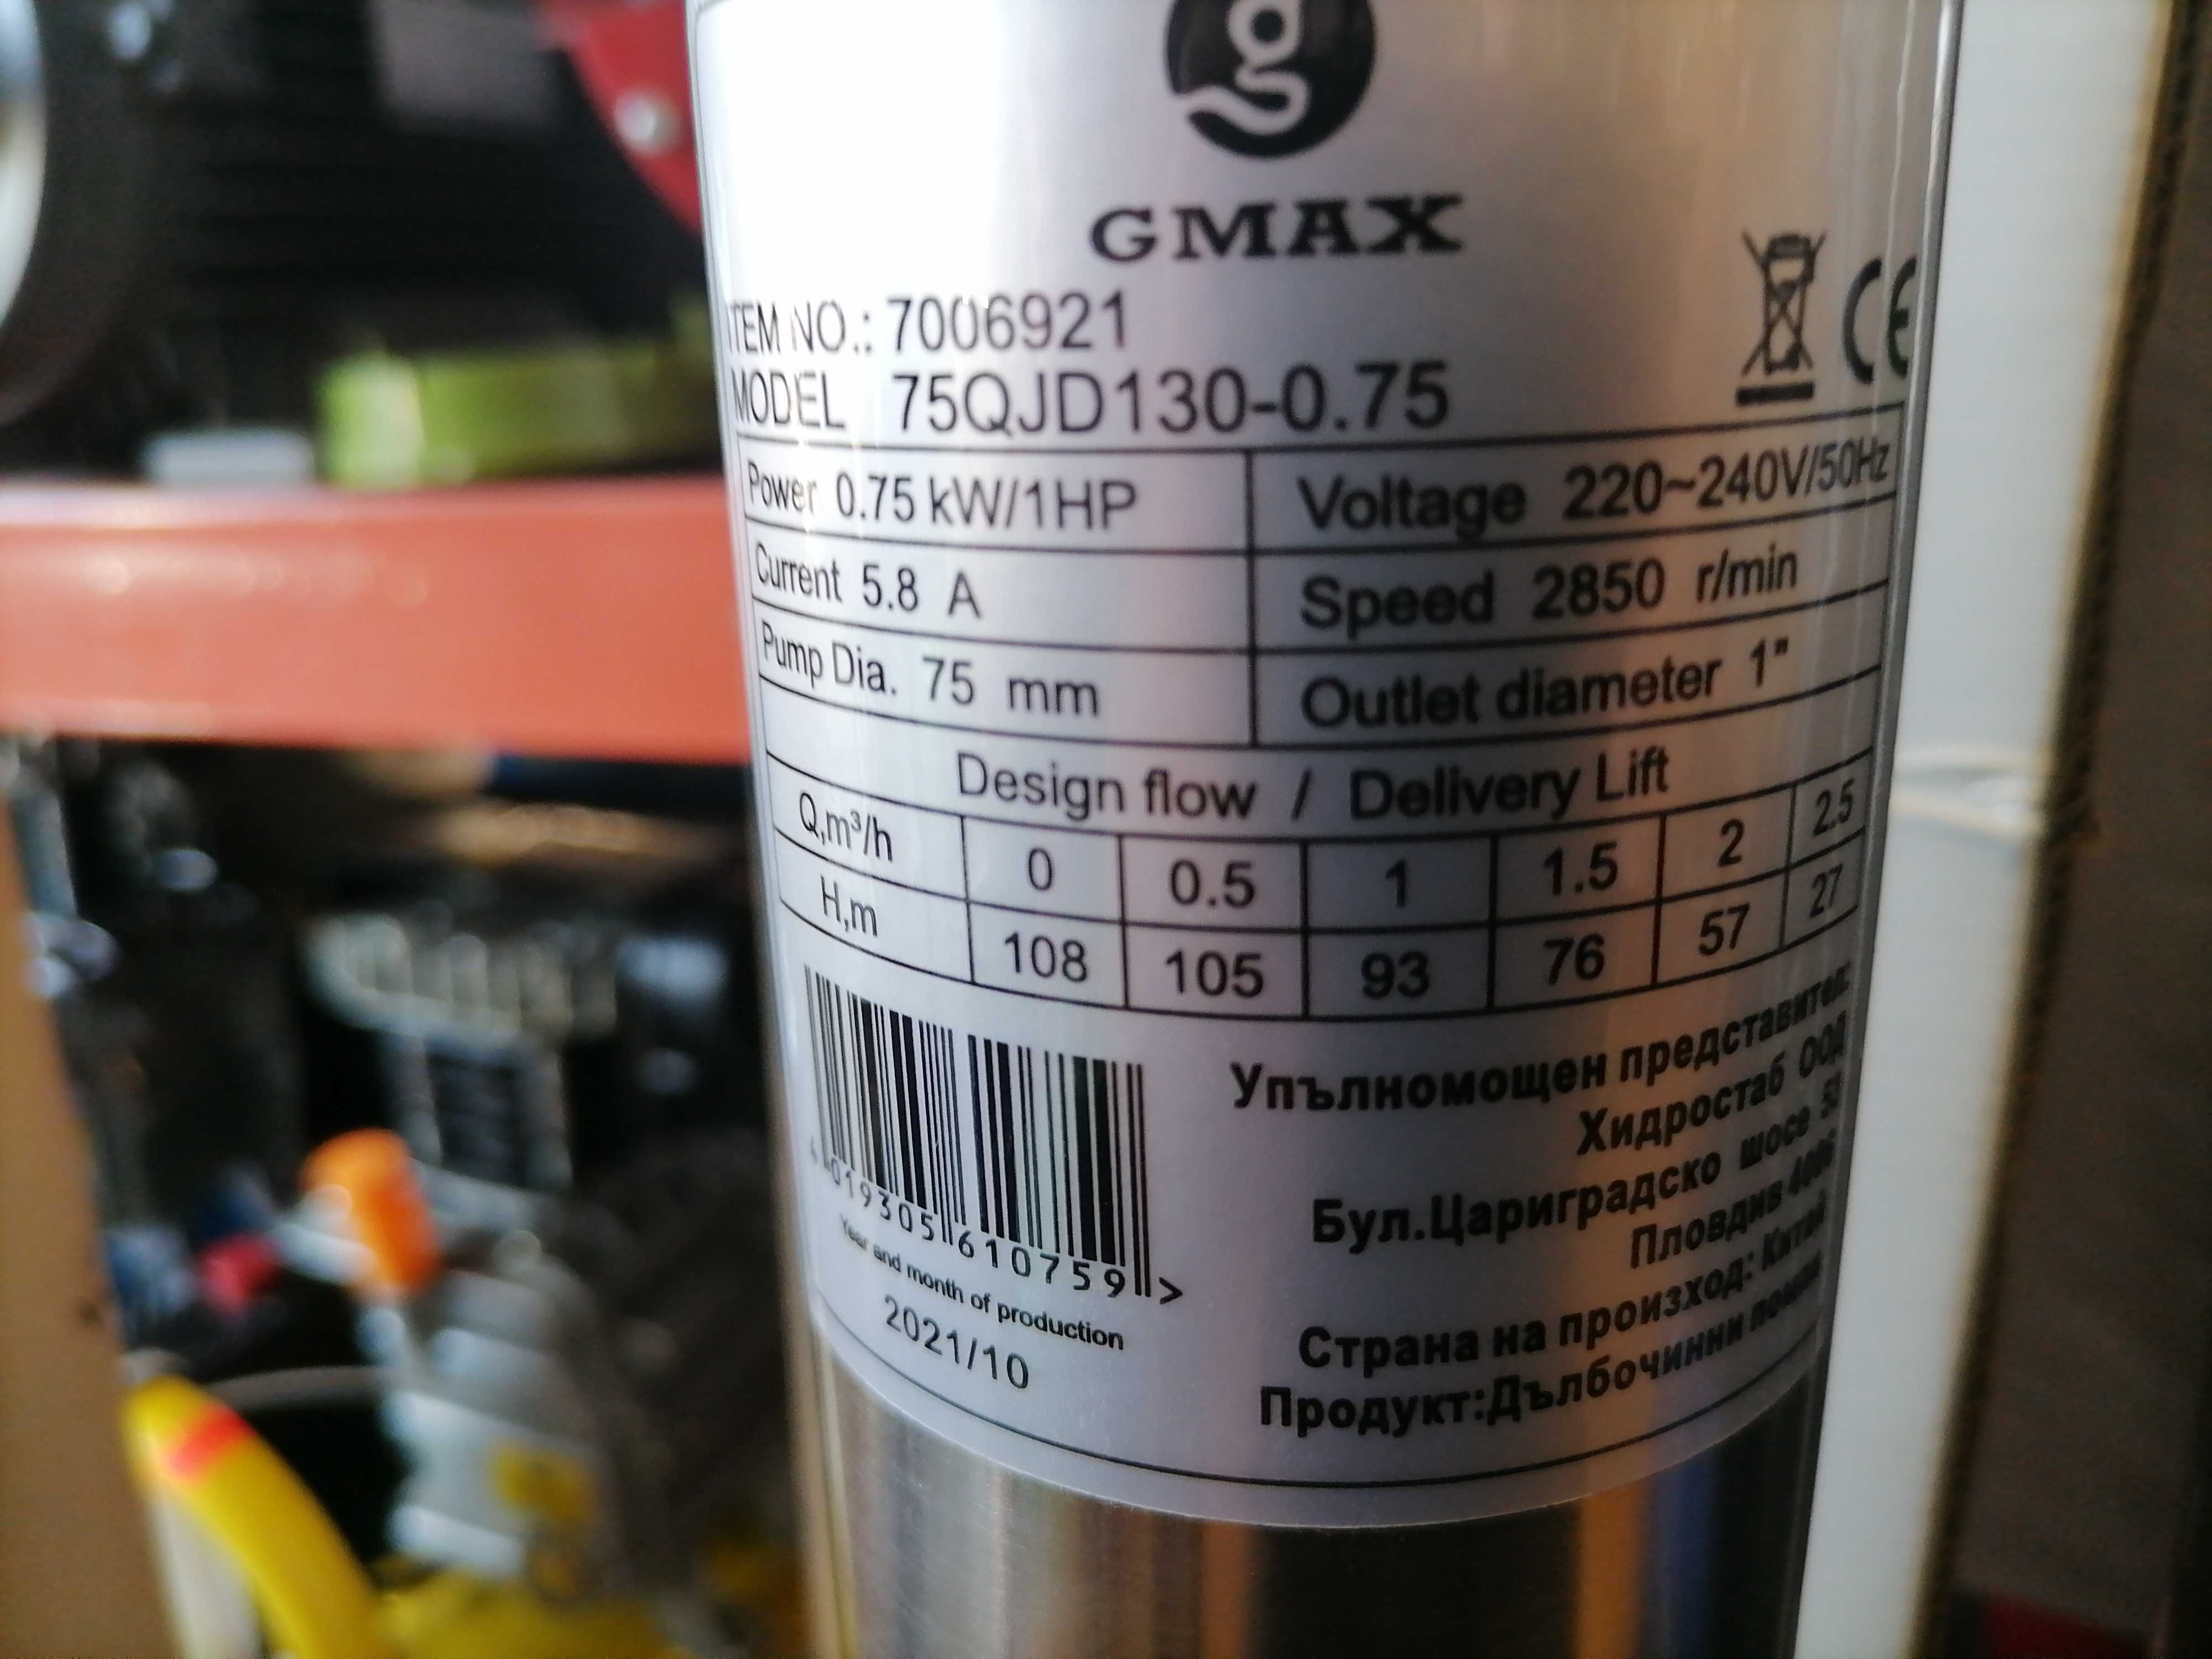 g
GMAX
ITEM NO.: 7006921
MODEL 75QJD130-0.75
CE
Power 0.75 kW/1HP Voltage 220~240V/50Hz
Current 5.8 A Speed 2850 r/min
Pump Dia. 75 mm Outlet diameter 1"
Design flow / Delivery Lift
Q,m³/h 0 0.5 1 1.5 2 2.5
H,m 108 105 93 76 57 27
Упълномощен представител:
Хидростаб ООД
Бул.Цариградско шосе
Пловдив
Страна на произход: Китай
Продукт:Дълбочинни помпи
019305 610759 >
Year and month of production
2021/10